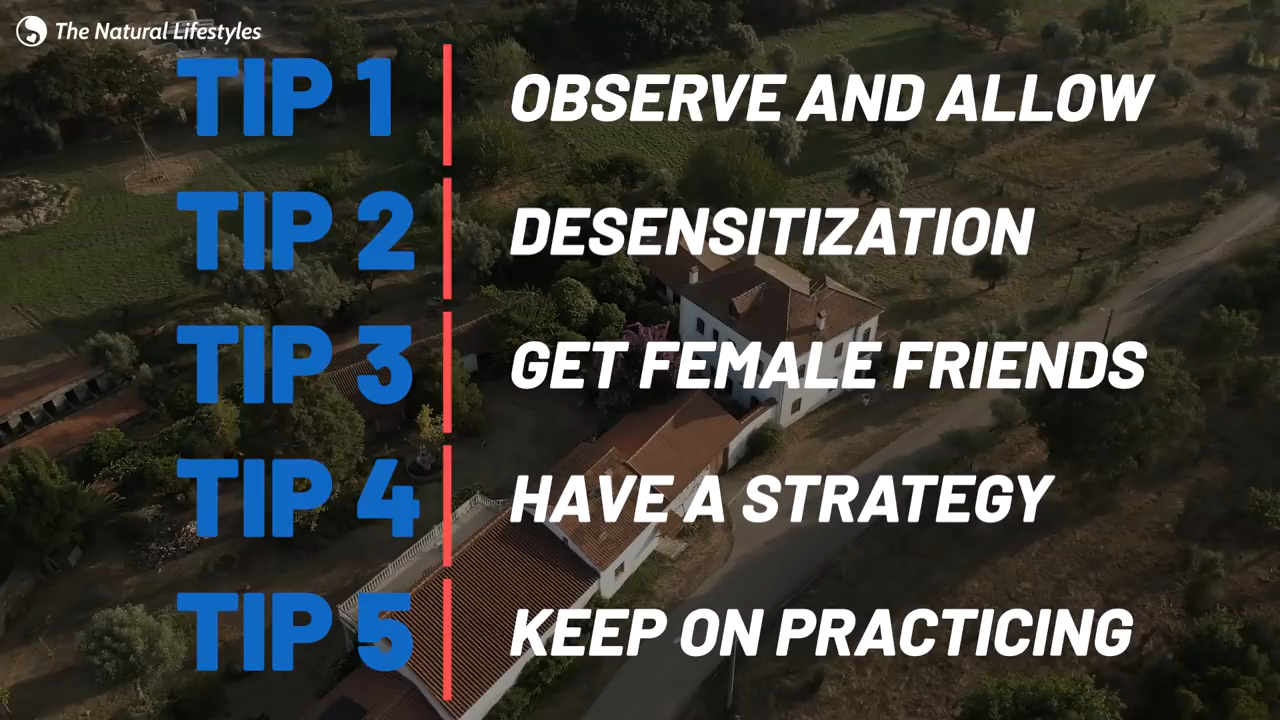 The Natural Lifestyles
TIP 1 OBSERVE AND ALLOW
TIP 2 DESENSITIZATION
TIP 3 GET FEMALE FRIENDS
TIP 4 HAVE A STRATEGY
TIP 5 KEEP ON PRACTICING